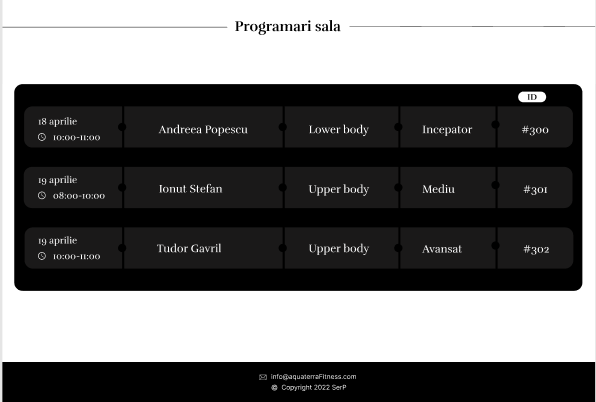 Programari sala
ID
18 aprilie
10:00-11:00
Andreea Popescu
Lower body
Incepator
#300
19 aprilie
08:00-10:00
Ionut Stefan
Upper body
Mediu
#301
19 aprilie
10:00-11:00
Tudor Gavril
Upper body
Avansat
#302
info@aquaterraFitness.com
© Copyright 2022 SerP